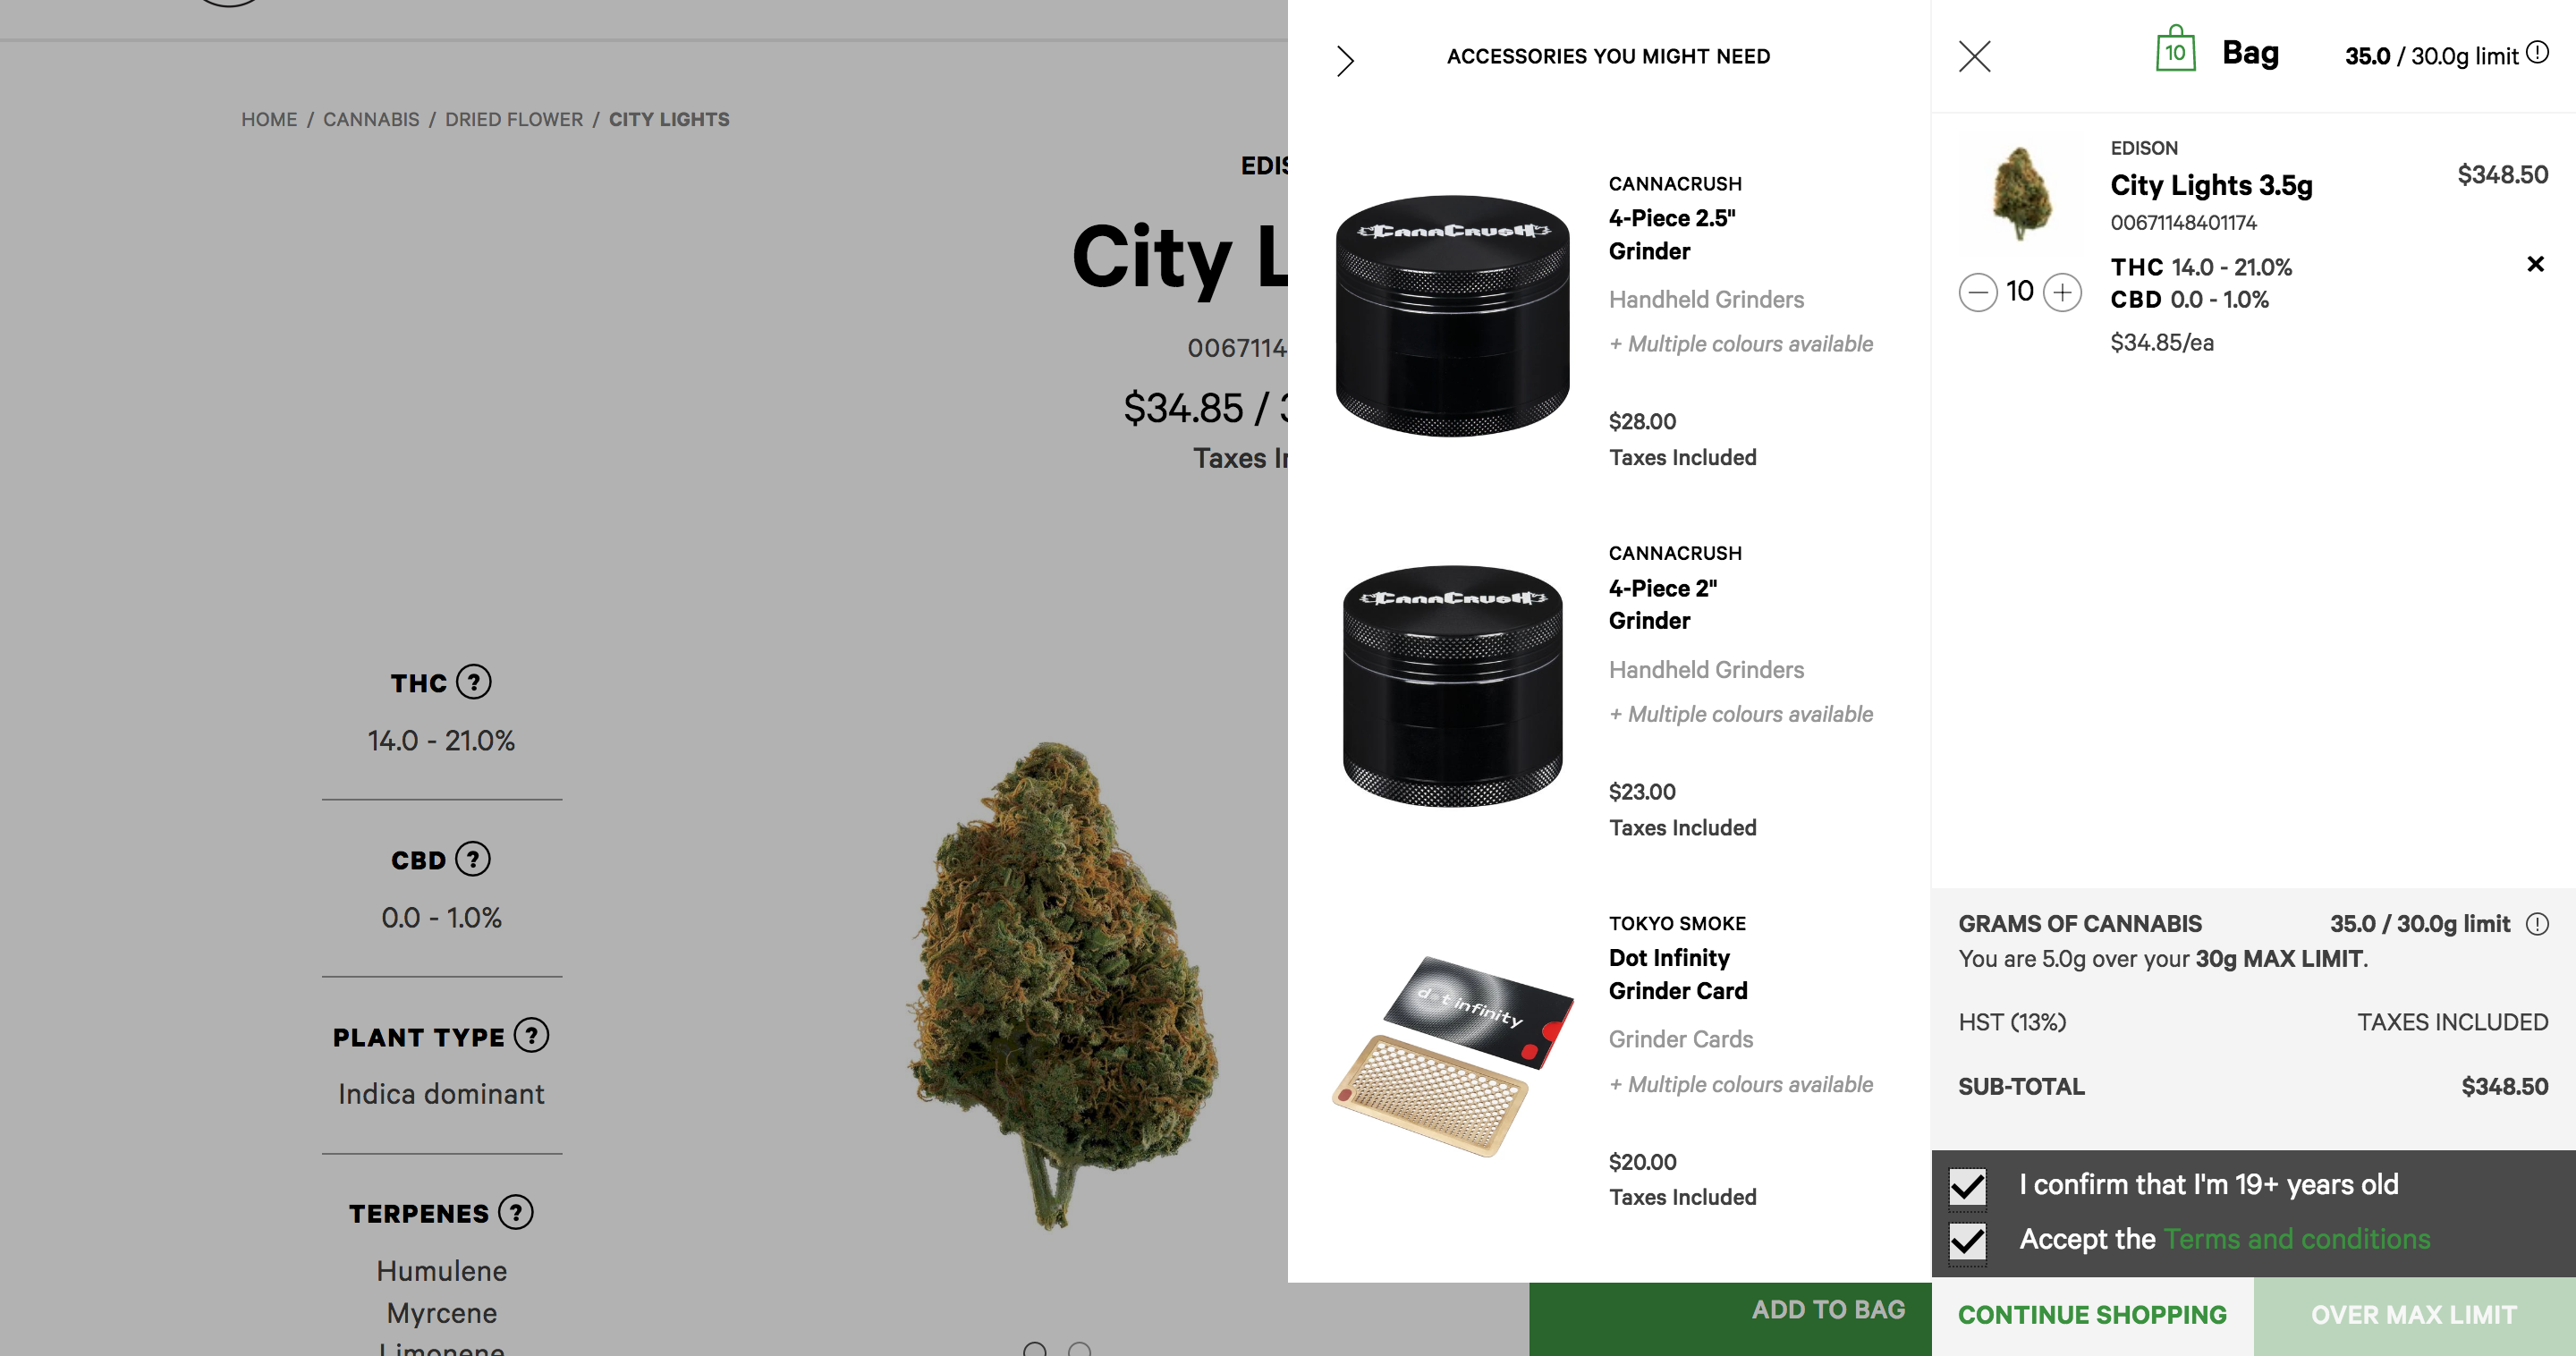 HOME / CANNABIS / DRIED FLOWER / CITY LIGHTS
City
$34.85 /
Taxes
THC ?
14.0 - 21.0%
CBD ?
0.0 - 1.0%
PLANT TYPE ?
Indica dominant
TERPENES ?
Humulene
Myrcene
Limonene
ADD TO BAG
ACCESSORIES YOU MIGHT NEED
CANNACRUSH
CANNACRUSH
4-Piece 2.5"
Grinder
Handheld Grinders
+ Multiple colours available
$28.00
Taxes Included
CANNACRUSH
CANNACRUSH
4-Piece 2"
Grinder
Handheld Grinders
+ Multiple colours available
$23.00
Taxes Included
dot infinity
TOKYO SMOKE
Dot Infinity
Grinder Card
Grinder Cards
+ Multiple colours available
$20.00
Taxes Included
10 Bag 35.0 / 30.0g limit
EDISON
City Lights 3.5g $348.50
00671148401174
THC 14.0 - 21.0%
CBD 0.0 - 1.0%
10
$34.85/ea
GRAMS OF CANNABIS 35.0 / 30.0g limit
You are 5.0g over your 30g MAX LIMIT.
HST (13%) TAXES INCLUDED
SUB-TOTAL $348.50
I confirm that I'm 19+ years old
Accept the Terms and conditions
CONTINUE SHOPPING OVER MAX LIMIT